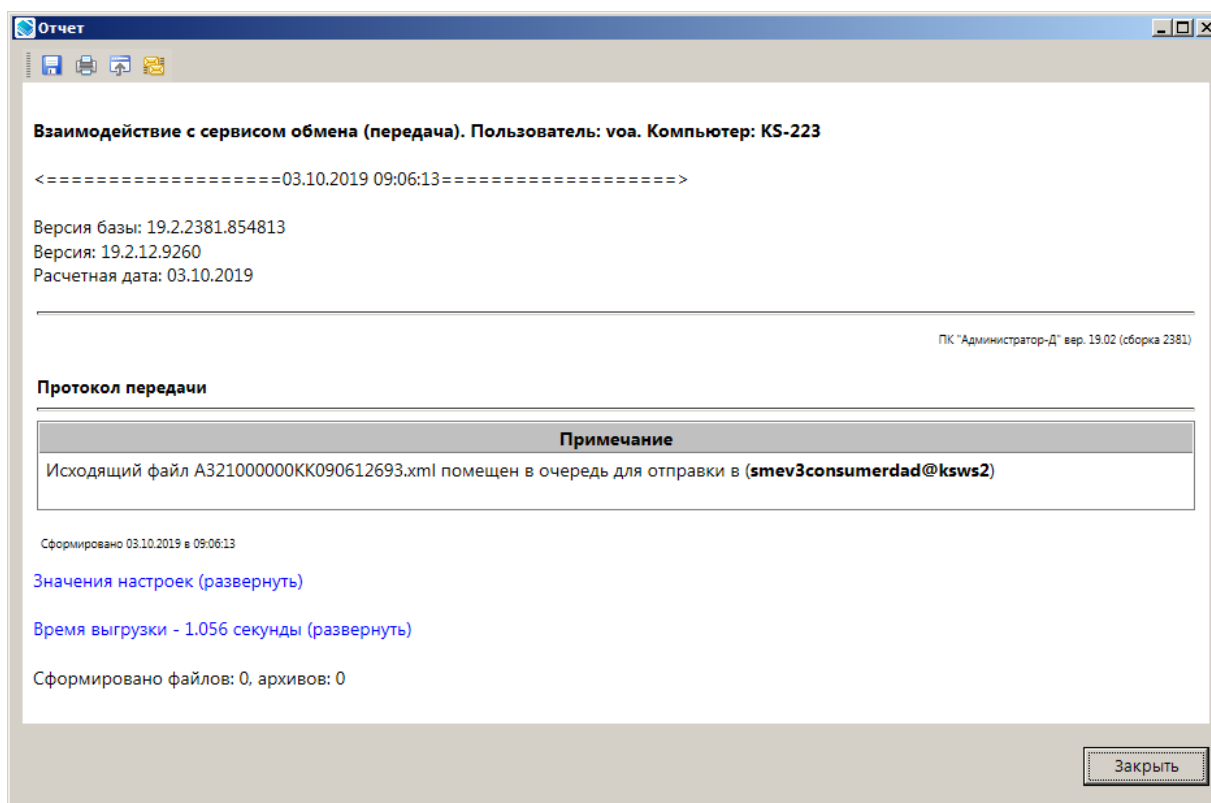 Отчет
Взаимодействие с сервисом обмена (передача). Пользователь: voa. Компьютер: KS-223
<===================03.10.2019 09:06:13===================>
Версия базы: 19.2.2381.854813
Версия: 19.2.12.9260
Расчетная дата: 03.10.2019
ПК "Администратор-Д" вер. 19.02 (сборка 2381)
Протокол передачи
Примечание
Исходящий файл A321000000KK090612693.xml помещен в очередь для отправки в (smev3consumerdad@ksws2)
Сформировано 03.10.2019 в 09:06:13
Значения настроек (развернуть)
Время выгрузки - 1.056 секунды (развернуть)
Сформировано файлов: 0, архивов: 0
Закрыть